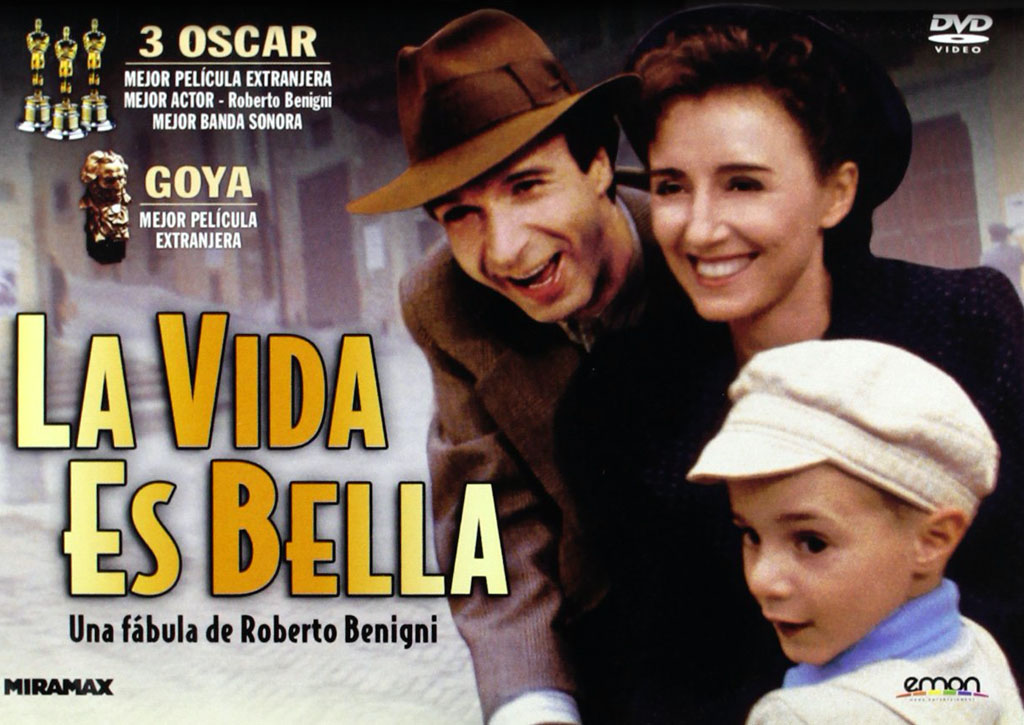 3 OSCAR
MEJOR PELÍCULA EXTRANJERA
MEJOR ACTOR - Roberto Benigni
MEJOR BANDA SONORA
GOYA
MEJOR PELÍCULA
EXTRANJERA
DVD
VIDEO
LA VIDA
ES BELLA
Una fábula de Roberto Benigni
MIRAMAX
emon